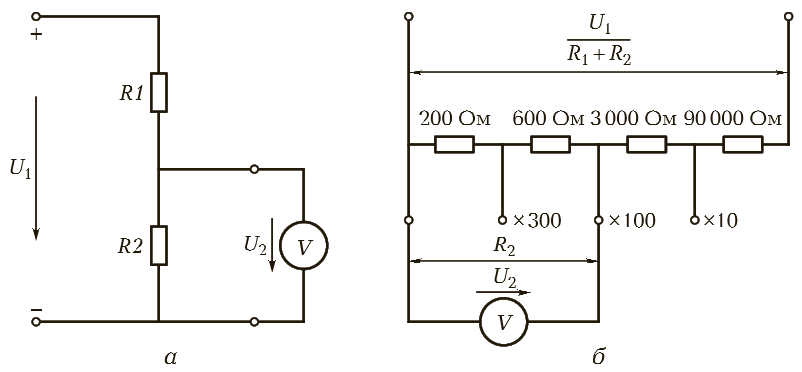 +
R1
U₁
R2
U₂
V
−
а
U₁
R₁ + R₂
200 Ом 600 Ом 3 000 Ом 90 000 Ом
×300 ×100 ×10
R₂
U₂
V
б